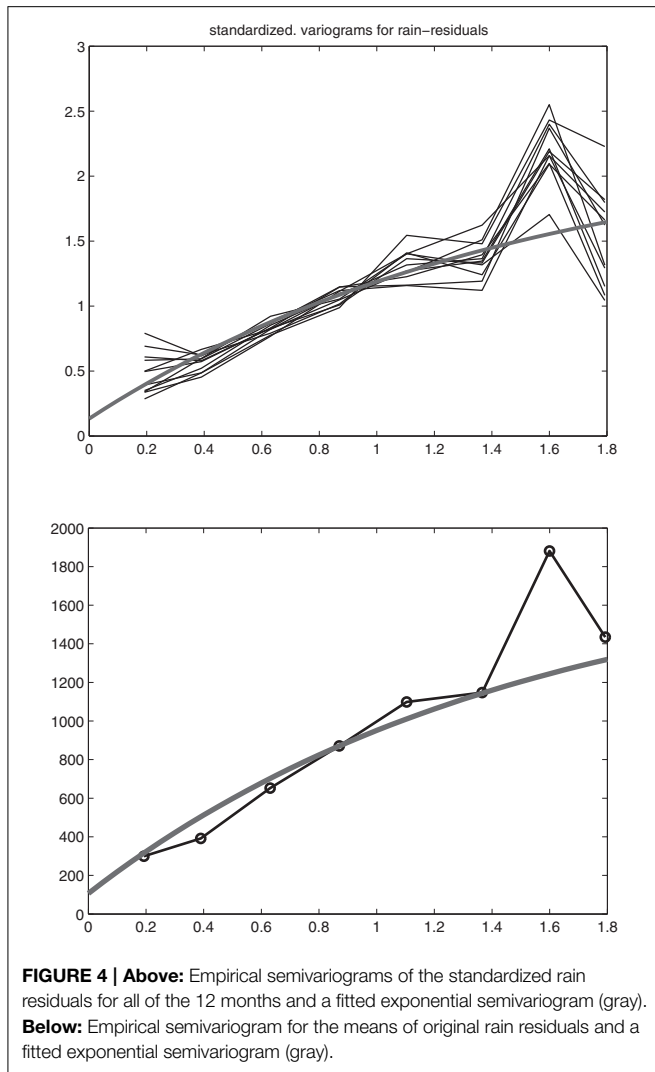 standardized. variograms for rain–residuals
3
2.5
2
1.5
1
0.5
0
0 0.2 0.4 0.6 0.8 1 1.2 1.4 1.6 1.8
2000
1800
1600
1400
1200
1000
800
600
400
200
0
0 0.2 0.4 0.6 0.8 1 1.2 1.4 1.6 1.8
FIGURE 4 | Above: Empirical semivariograms of the standardized rain
residuals for all of the 12 months and a fitted exponential semivariogram (gray).
Below: Empirical semivariogram for the means of original rain residuals and a
fitted exponential semivariogram (gray).